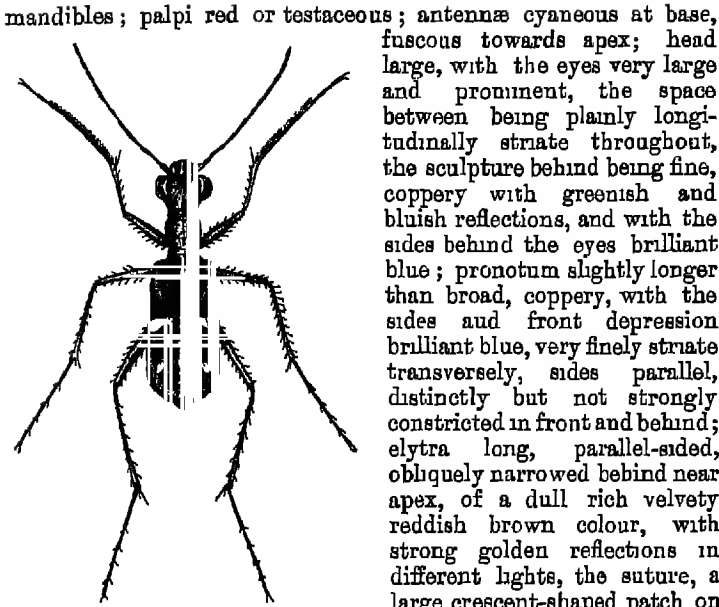 mandibles; palpi red or testaceous; antennæ cyaneous at base,
fuscous towards apex; head
large, with the eyes very large
and prominent, the space
between being plainly longi-
tudinally striate throughout,
the sculpture behind being fine,
coppery with greenish and
bluish reflections, and with the
sides behind the eyes brilliant
blue; pronotum slightly longer
than broad, coppery, with the
sides aud front depression
brilliant blue, very finely striate
transversely, sides parallel,
distinctly but not strongly
constricted in front and behind;
elytra long, parallel-sided,
obliquely narrowed behind near
apex, of a dull rich velvety
reddish brown colour, with
strong golden reflections in
different lights, the suture, a
large crescent-shaped patch on